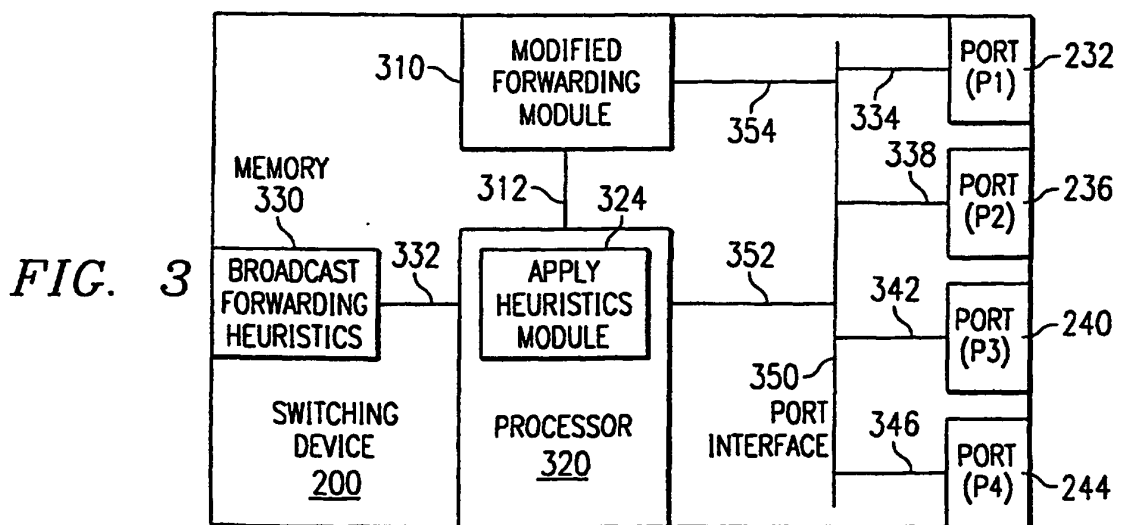 FIG. 3
310
MODIFIED
FORWARDING
MODULE
354
334
PORT
(P1)
232
338
PORT
(P2)
236
MEMORY
330
312
324
BROADCAST
FORWARDING
HEURISTICS
332
APPLY
HEURISTICS
MODULE
352
342
PORT
(P3)
240
350
PORT
INTERFACE
346
PORT
(P4)
244
SWITCHING
DEVICE
200
PROCESSOR
320